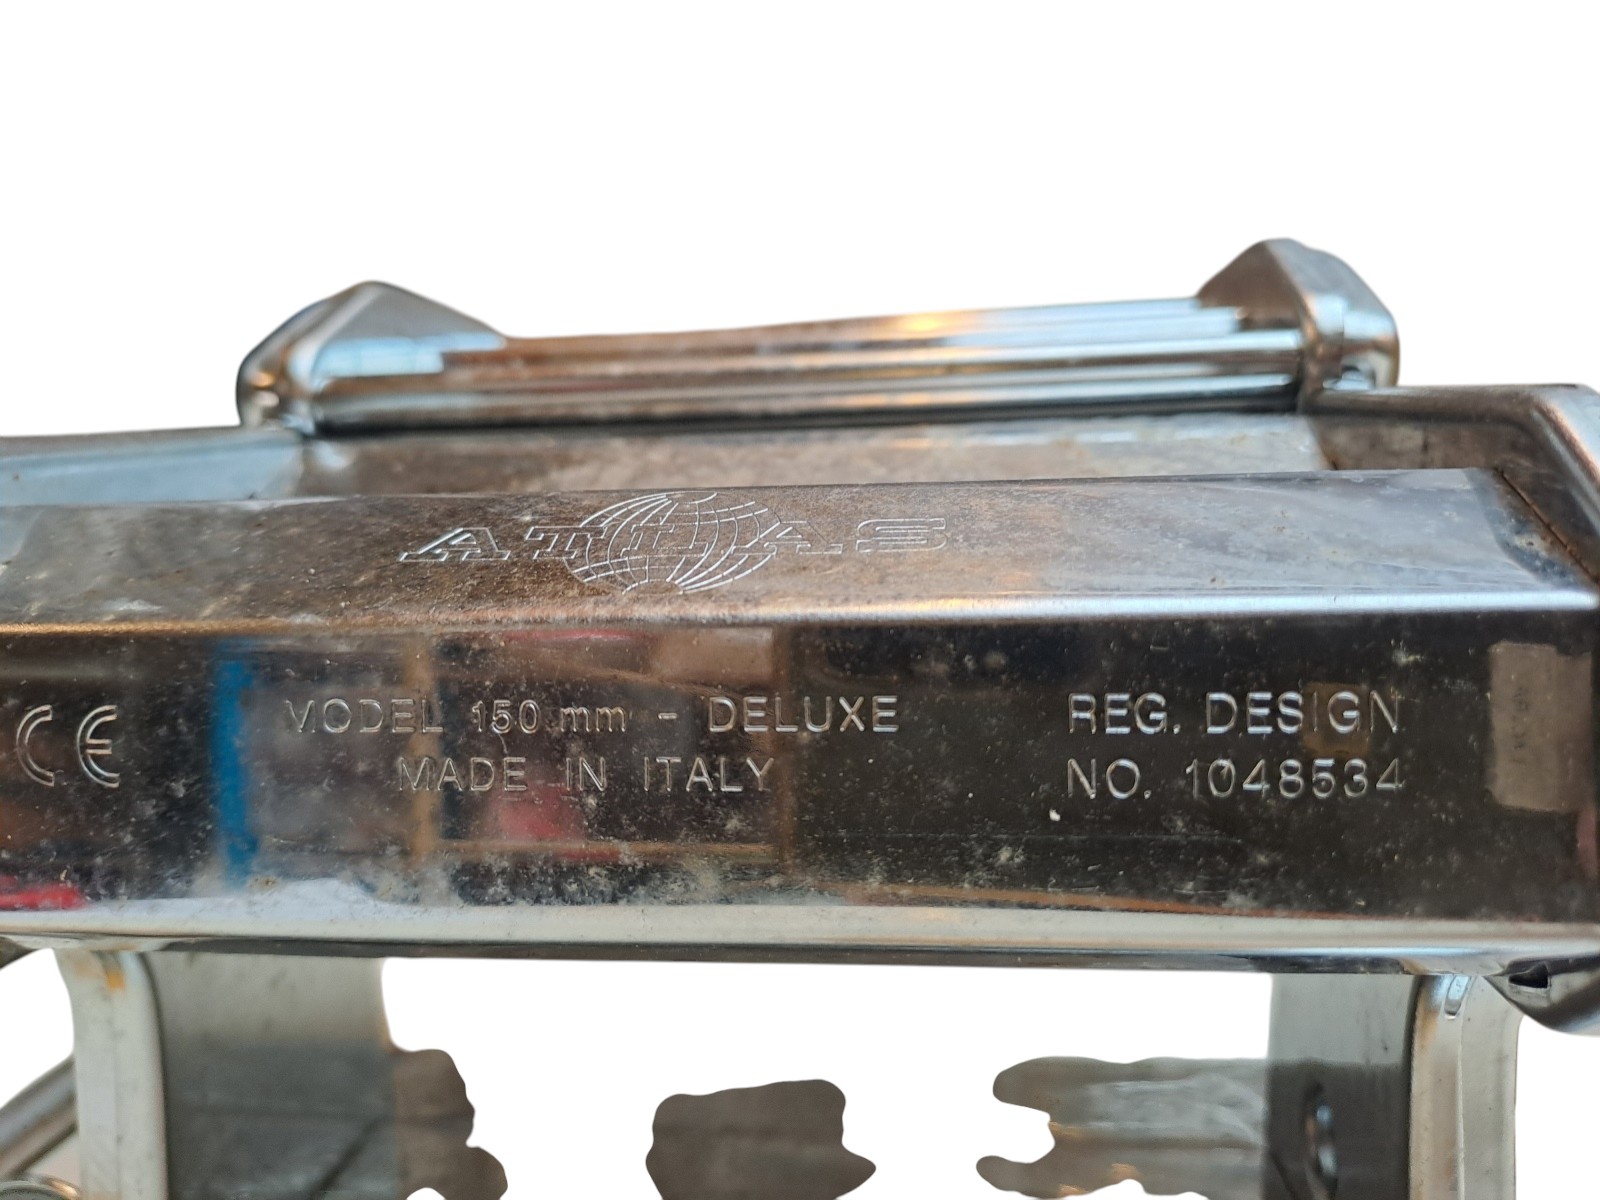 ATLAS
CE
MODEL 150 mm - DELUXE
MADE IN ITALY
REG. DESIGN
NO. 1048534